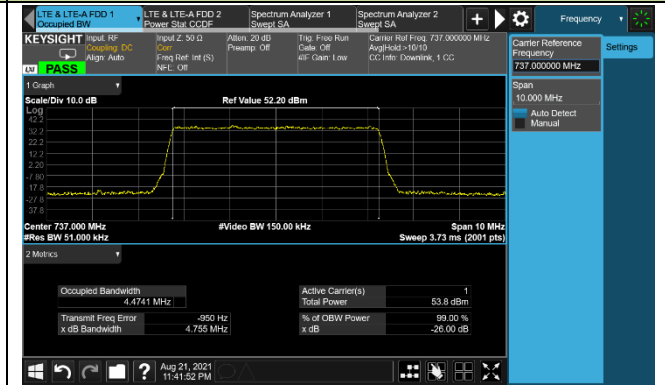 LTE & LTE-A FDD 1
Occupied BW
LTE & LTE-A FDD 2
Power Stat CCDF
Spectrum Analyzer 1
Swept SA
Spectrum Analyzer 2
Swept SA
+
Frequency
KEYSIGHT
Input: RF
Coupling: DC
Align: Auto
Input Z: 50 Ω
Corr
Freq Ref: Int (S)
NFE: Off
Atten: 20 dB
Preamp: Off
Trig: Free Run
Gate: Off
#IF Gain: Low
Carrier Ref Freq: 737.000000 MHz
Avg|Hold:>10/10
CC Info: Downlink, 1 CC
LXI
PASS
Carrier Reference
Frequency
737.000000 MHz
Settings
Span
10.000 MHz
Auto Detect
Manual
1 Graph
Scale/Div 10.0 dB
Ref Value 52.20 dBm
Log
42.2
32.2
22.2
12.2
2.20
-7.80
-17.8
-27.8
-37.8
Center 737.000 MHz
#Video BW 150.00 kHz
Span 10 MHz
#Res BW 51.000 kHz
Sweep 3.73 ms (2001 pts)
2 Metrics
Occupied Bandwidth
4.4741 MHz
Active Carrier(s)
1
Total Power
53.8 dBm
Transmit Freq Error
-950 Hz
% of OBW Power
99.00 %
x dB Bandwidth
4.755 MHz
x dB
-26.00 dB
?
Aug 21, 2021
11:41:52 PM